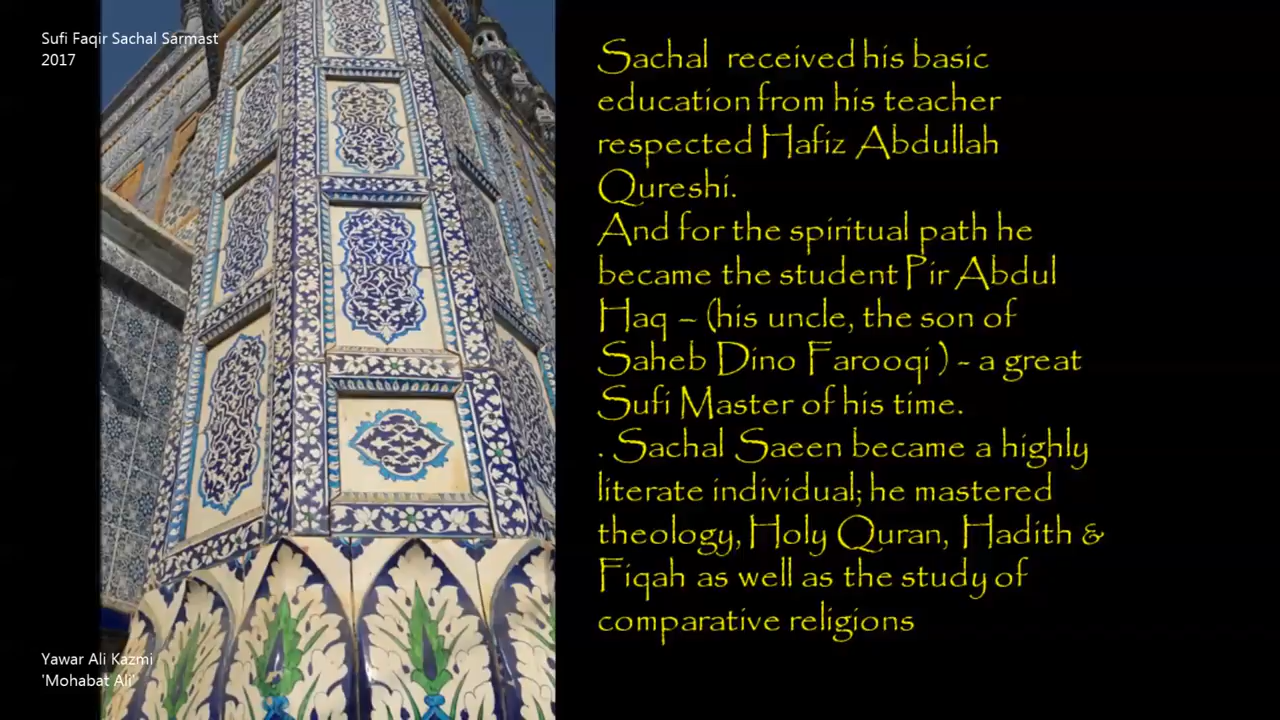 Sufi Faqir Sachal Sarmast
2017
Sachal received his basic
education from his teacher
respected Hafiz Abdullah
Qureshi.
And for the spiritual path he
became the student Pir Abdul
Haq – (his uncle, the son of
Saheb Dino Farooqi ) - a great
Sufi Master of his time.
. Sachal Saeen became a highly
literate individual; he mastered
theology, Holy Quran, Hadith &
Fiqah as well as the study of
comparative religions
Yawar Ali Kazmi
'Mohabat Ali'